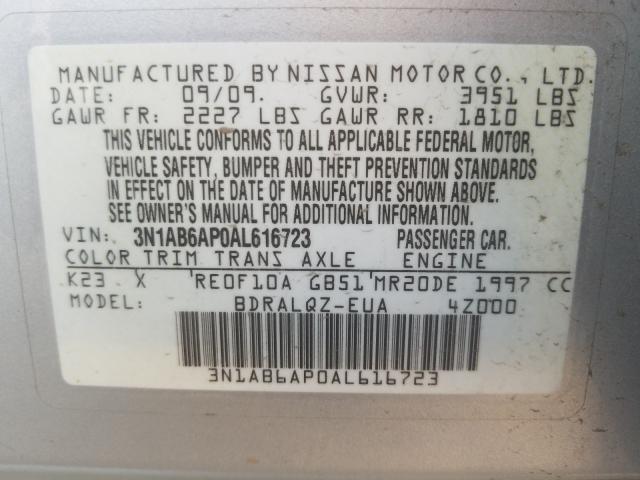 MANUFACTURED BY NISSAN MOTOR CO., LTD.
DATE: 09/09. GVWR: 3951 LBS
GAWR FR: 2227 LBS GAWR RR: 1810 LBS
THIS VEHICLE CONFORMS TO ALL APPLICABLE FEDERAL MOTOR,
VEHICLE SAFETY, BUMPER AND THEFT PREVENTION STANDARDS
IN EFFECT ON THE DATE OF MANUFACTURE SHOWN ABOVE.
SEE OWNER'S MANUAL FOR ADDITIONAL INFORMATION.
VIN: 3N1AB6AP0AL616723 PASSENGER CAR.
COLOR TRIM TRANS AXLE ENGINE
K23 X RE0F10A GB51 MR20DE 1997 CC
MODEL: BDRALQZ-EUA 4Z000
3N1AB6AP0AL616723